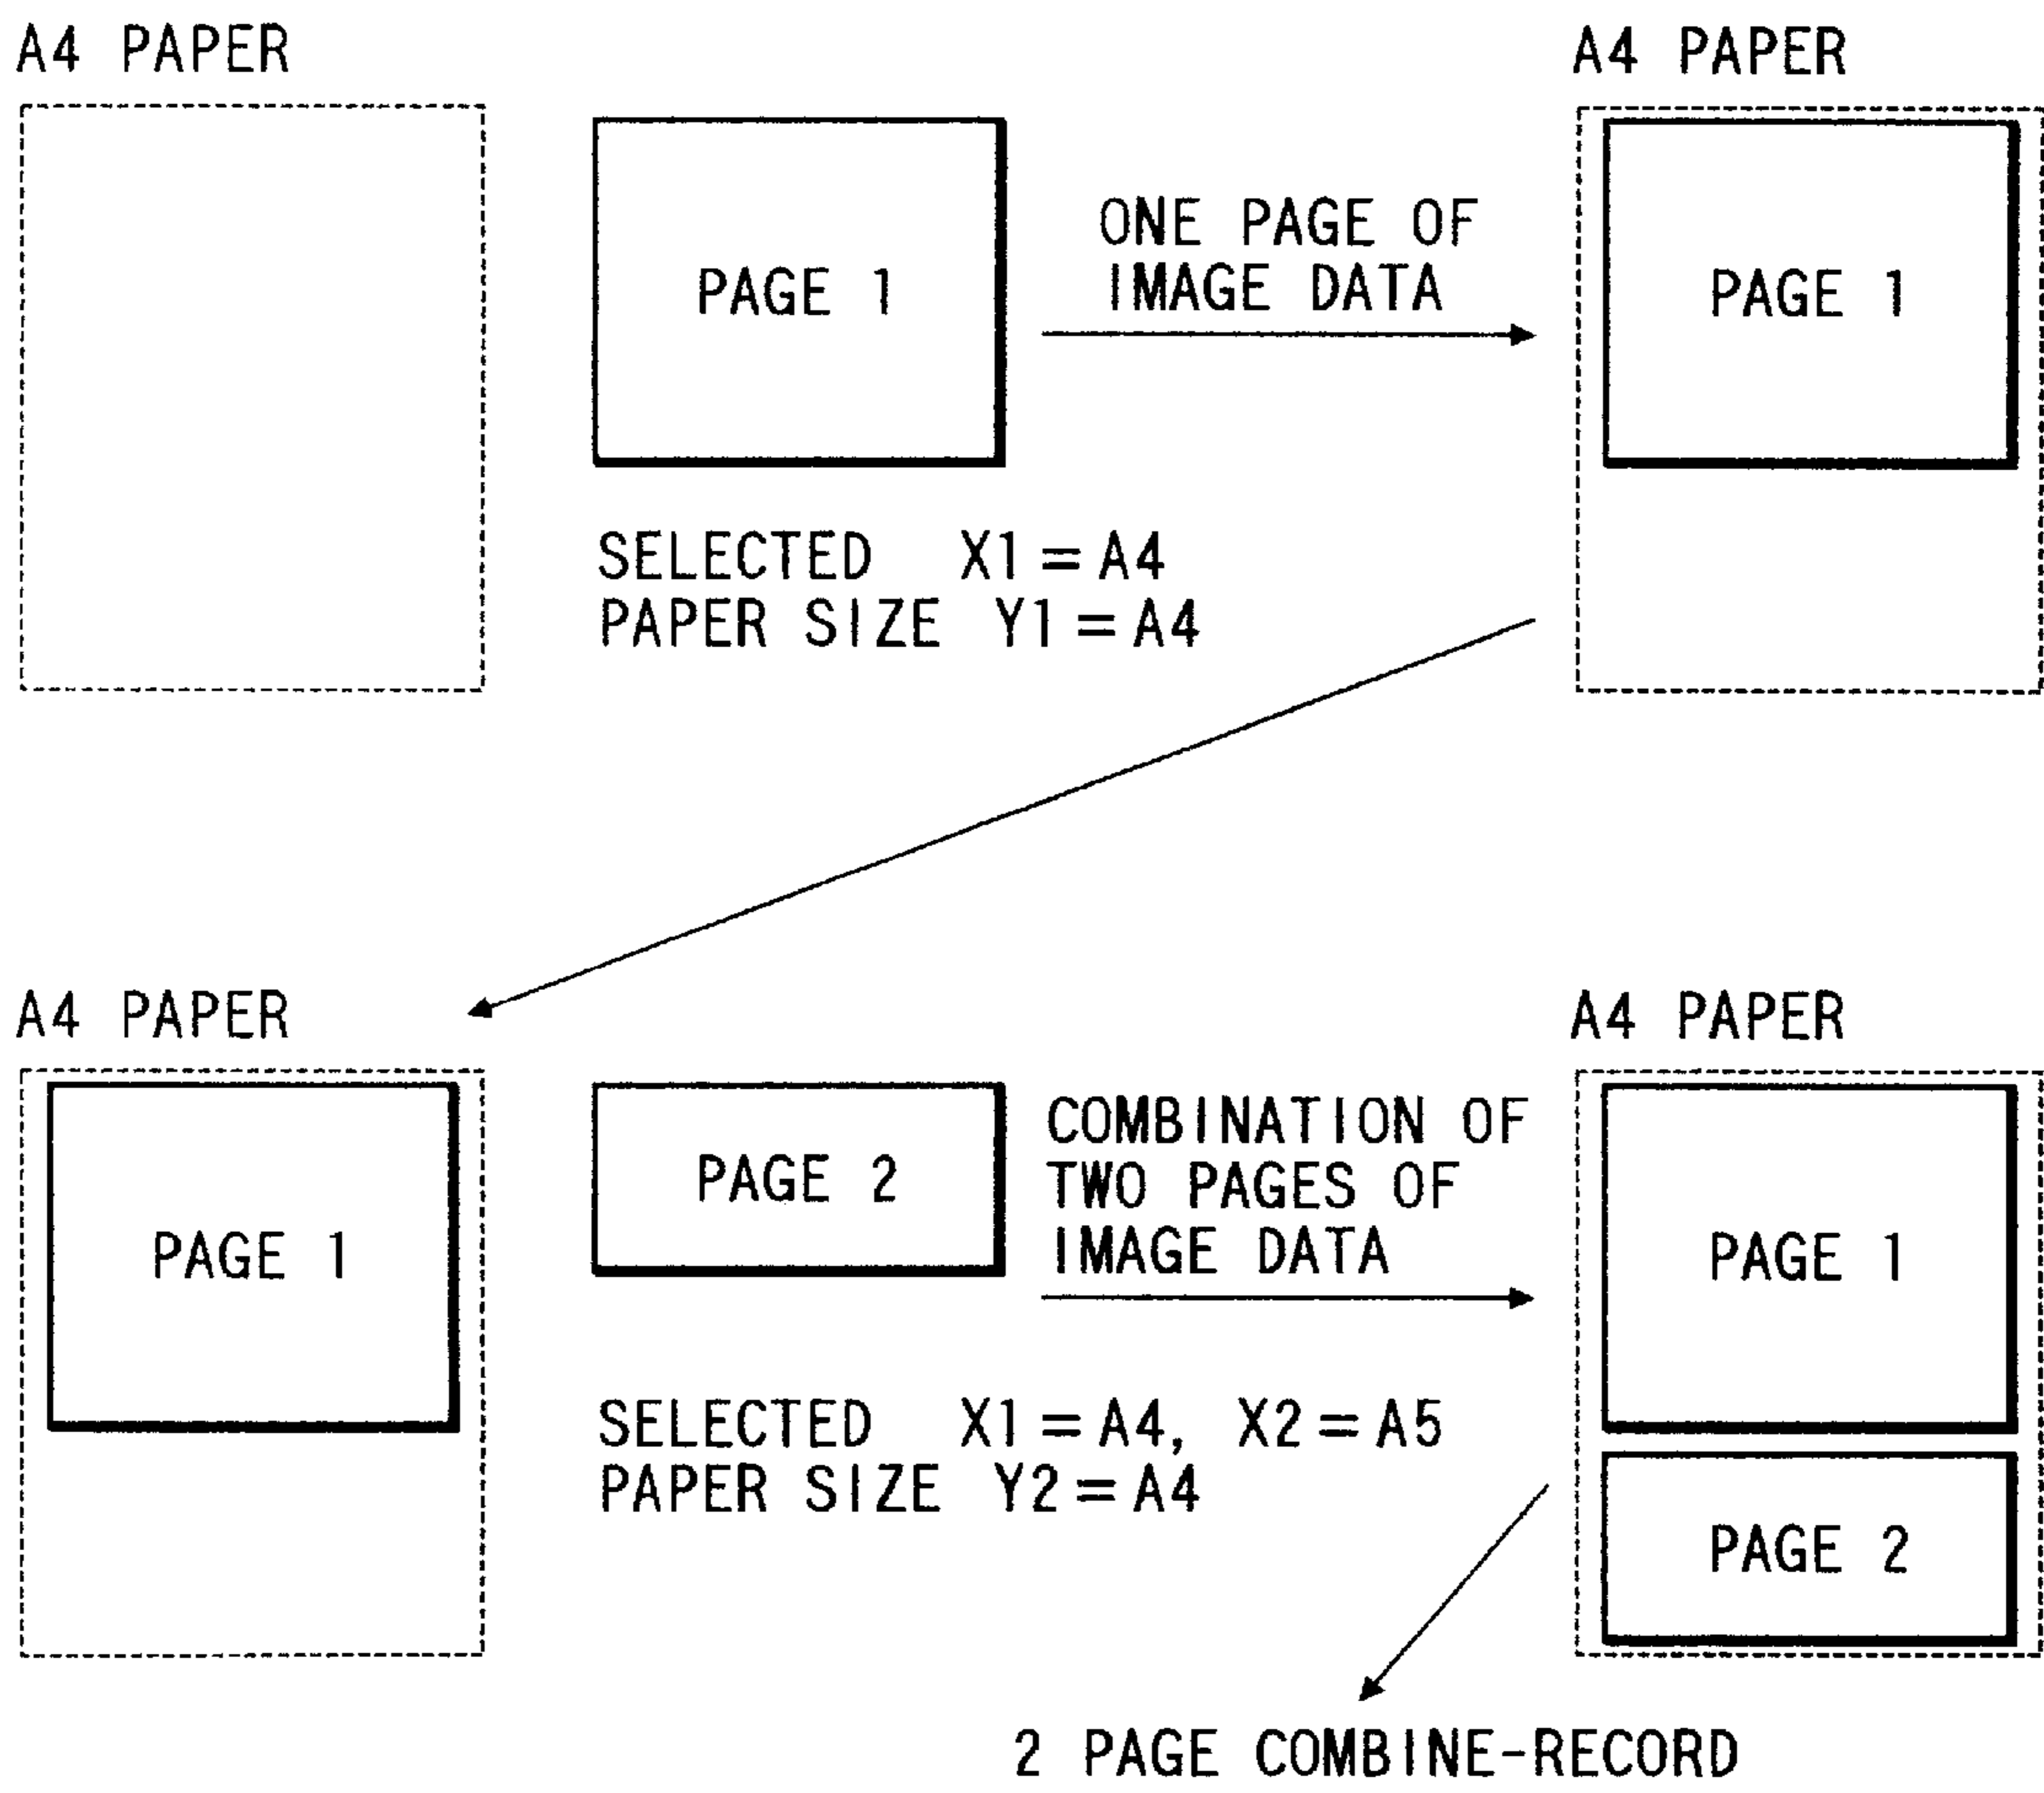 A4 PAPER
A4 PAPER
PAGE 1
ONE PAGE OF
IMAGE DATA
PAGE 1
SELECTED X1=A4
PAPER SIZE Y1=A4
A4 PAPER
A4 PAPER
PAGE 1
PAGE 2
COMBINATION OF
TWO PAGES OF
IMAGE DATA
PAGE 1
SELECTED X1=A4, X2=A5
PAPER SIZE Y2=A4
PAGE 2
2 PAGE COMBINE-RECORD